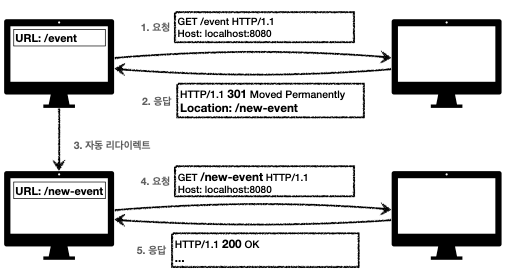 URL: /event
1. 요청
GET /event HTTP/1.1
Host: localhost:8080
2. 응답
HTTP/1.1 301 Moved Permanently
Location: /new-event
3. 자동 리다이렉트
URL: /new-event
4. 요청
GET /new-event HTTP/1.1
Host: localhost:8080
5. 응답
HTTP/1.1 200 OK
...